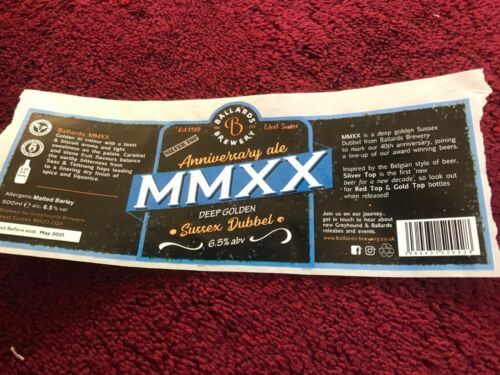 Ballards MMXX
Golden in colour with a toast
& biscuit aroma and light
sweetness on the palate. Caramel
and stone fruit flavours balance
the earthy bitterness from
Saaz & Tettnang hops leading
to a lingering dry finish of
spice and liquorice
Allergens: Malted Barley
500ml e alc. 6.5% vol
by Greyhound Brewery
West Sussex RH20 2
Best Before end: May 2021
BALLARDS
B
BREWERY
Est 1980
West Sussex
Anniversary ale
MMXX
DEEP GOLDEN
Sussex Dubbel
6.5% abv
MMXX is a deep golden Sussex
Dubbel from Ballards Brewery
to mark our 40th anniversary, joining
a line-up of our award winning beers.
Inspired by the Belgian style of beer,
Silver Top is the first 'new
beer for a new decade', so look out
for Red Top & Gold Top bottles
when released!
Join us on our journey...
get in touch to hear about
new Greyhound & Ballards
releases and events.
www.ballards-brewery.co.uk